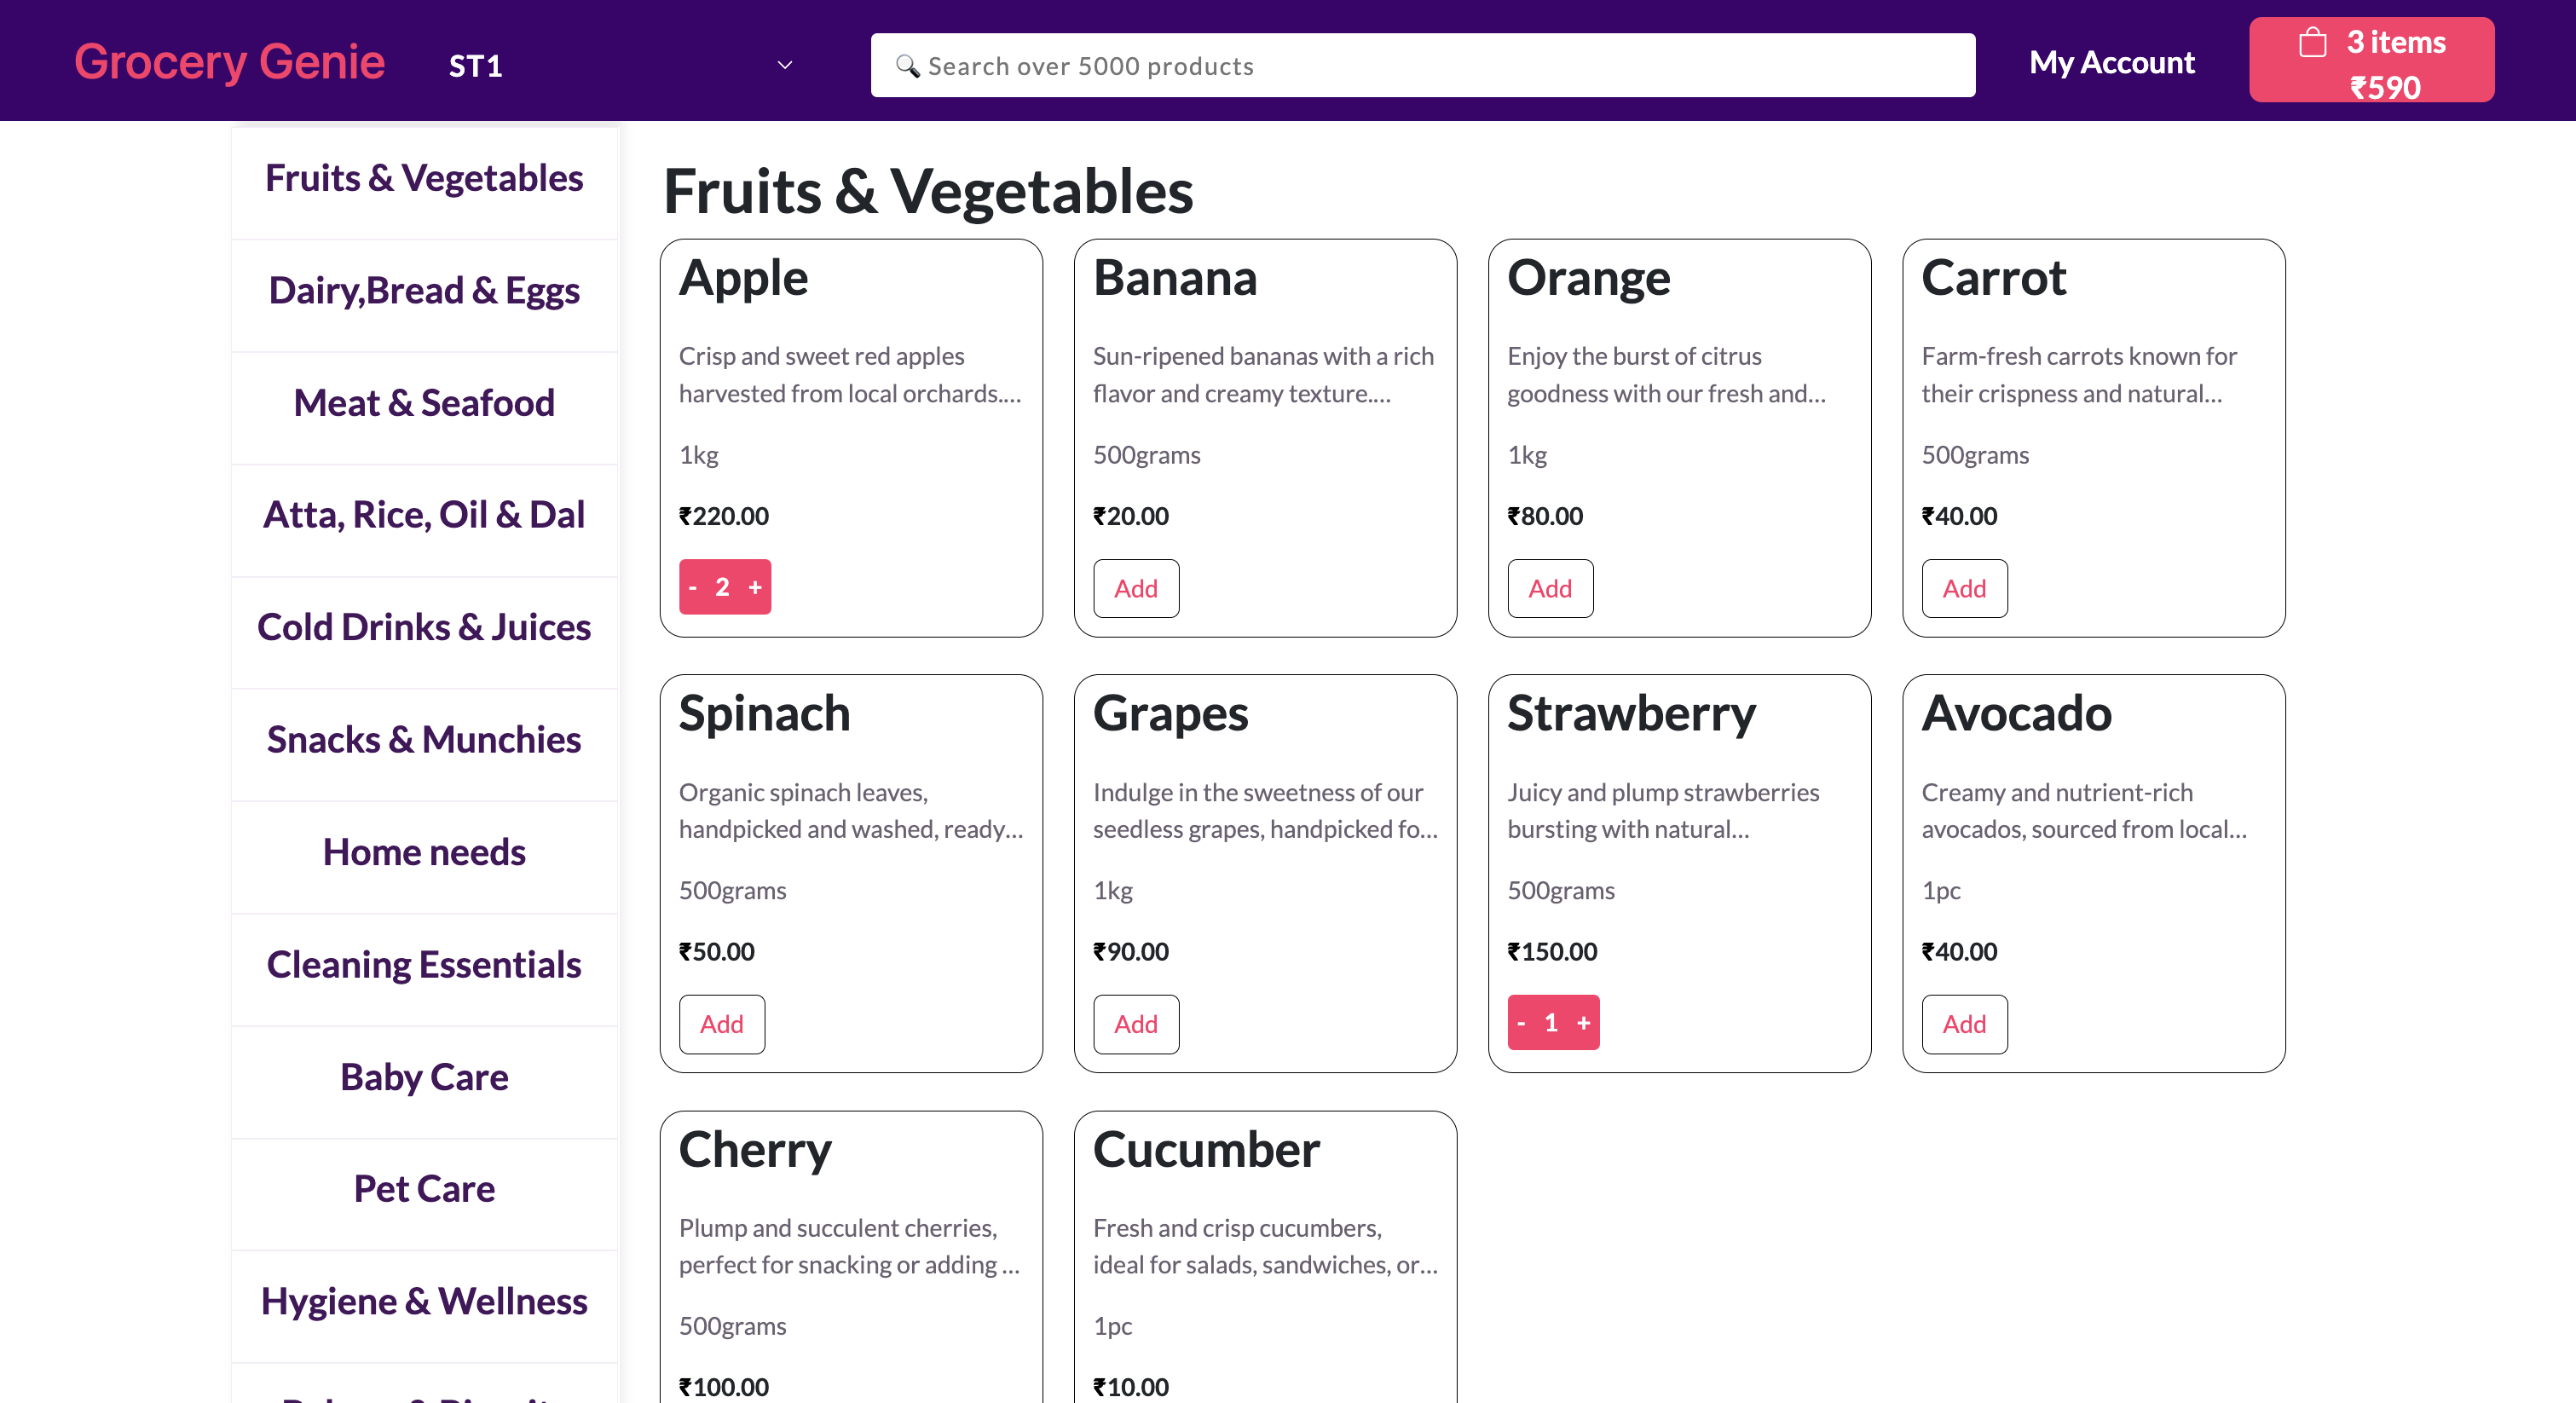 Grocery Genie
ST1
Search over 5000 products
My Account
3 items
₹590
Fruits & Vegetables
Dairy,Bread & Eggs
Meat & Seafood
Atta, Rice, Oil & Dal
Cold Drinks & Juices
Snacks & Munchies
Home needs
Cleaning Essentials
Baby Care
Pet Care
Hygiene & Wellness
Fruits & Vegetables
Apple
Crisp and sweet red apples
harvested from local orchards.…
1kg
₹220.00
- 2 +
Banana
Sun-ripened bananas with a rich
flavor and creamy texture.…
500grams
₹20.00
Add
Orange
Enjoy the burst of citrus
goodness with our fresh and…
1kg
₹80.00
Add
Carrot
Farm-fresh carrots known for
their crispness and natural…
500grams
₹40.00
Add
Spinach
Organic spinach leaves,
handpicked and washed, ready…
500grams
₹50.00
Add
Grapes
Indulge in the sweetness of our
seedless grapes, handpicked fo…
1kg
₹90.00
Add
Strawberry
Juicy and plump strawberries
bursting with natural…
500grams
₹150.00
- 1 +
Avocado
Creamy and nutrient-rich
avocados, sourced from local…
1pc
₹40.00
Add
Cherry
Plump and succulent cherries,
perfect for snacking or adding …
500grams
₹100.00
Cucumber
Fresh and crisp cucumbers,
ideal for salads, sandwiches, or…
1pc
₹10.00